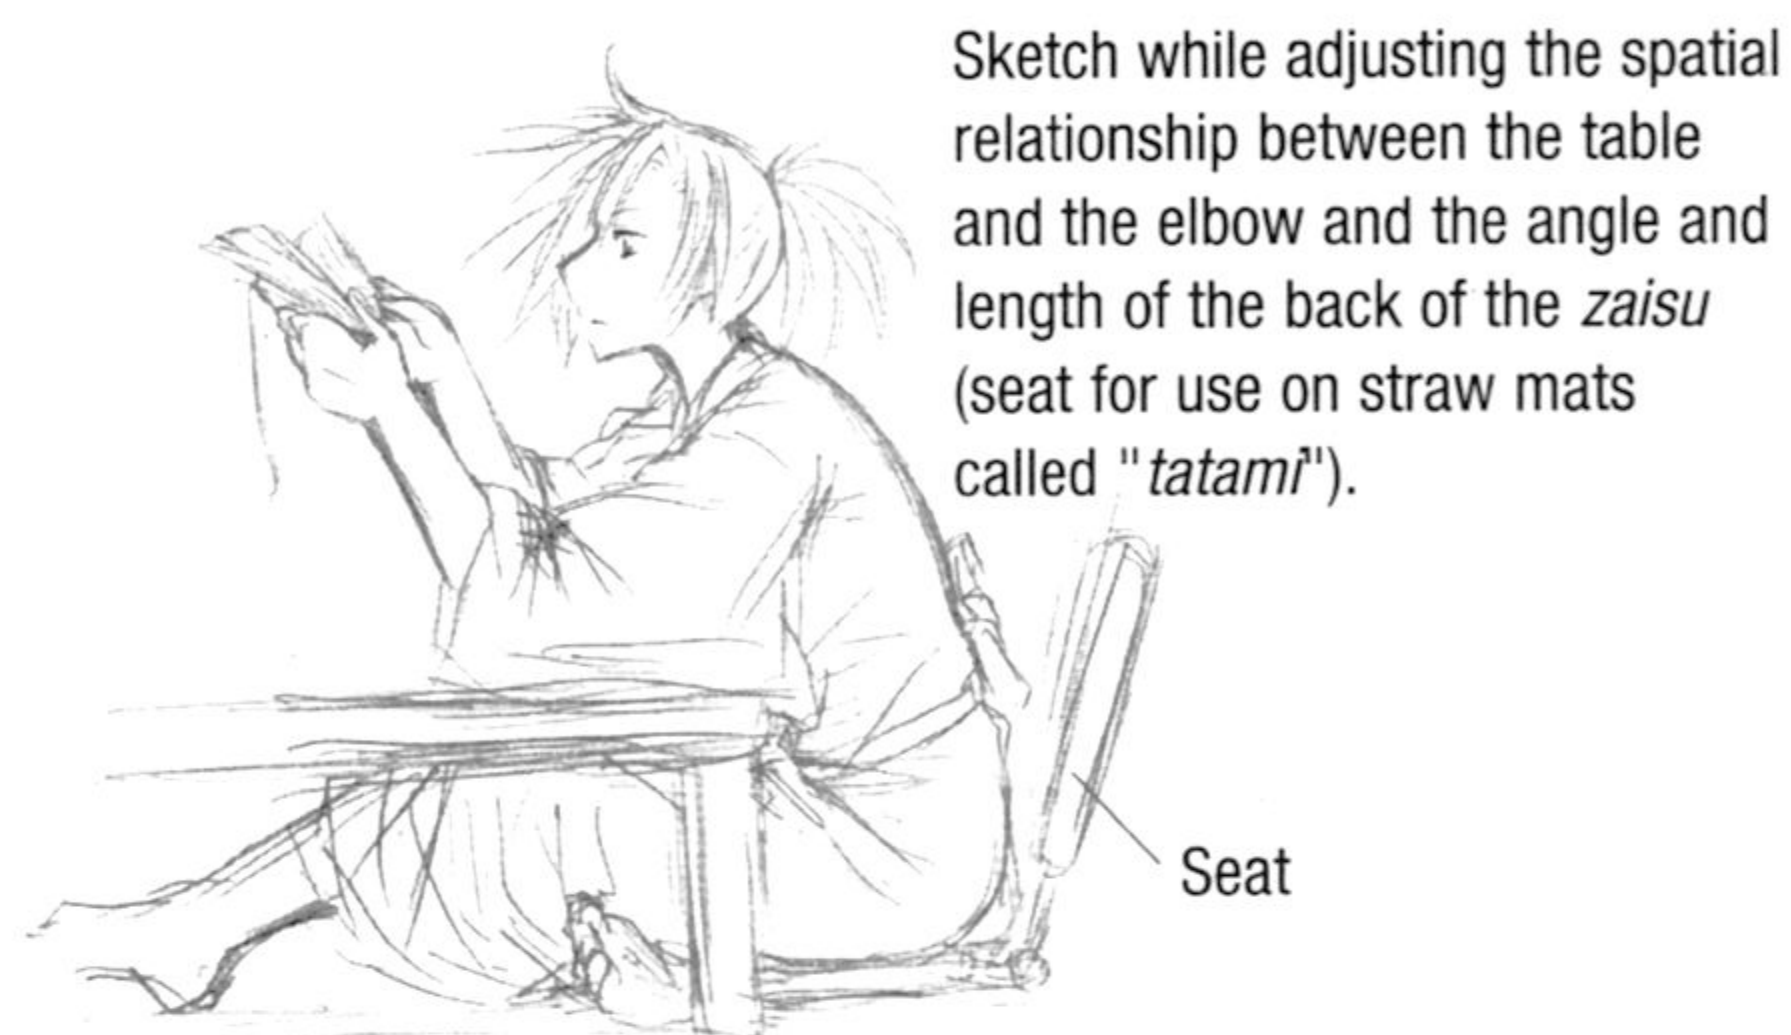 Sketch while adjusting the spatial
relationship between the table
and the elbow and the angle and
length of the back of the zaisu
(seat for use on straw mats
called "tatami").
Seat